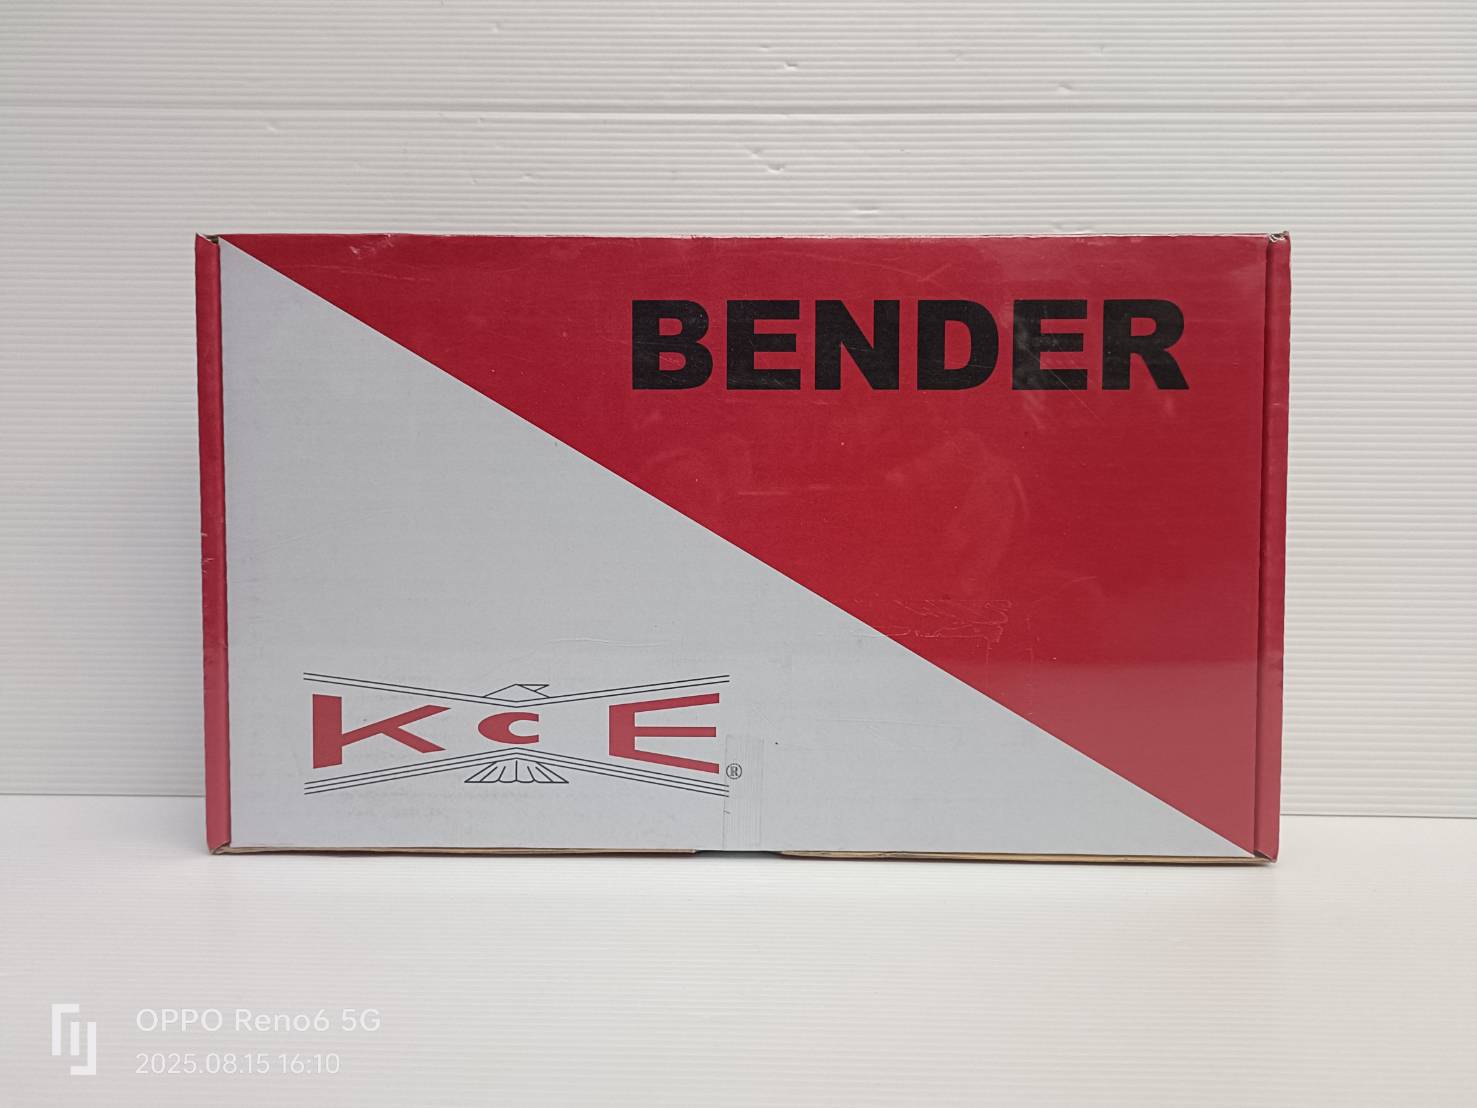 BENDER
KCE
®
OPPO Reno6 5G
2025.08.15 16:10